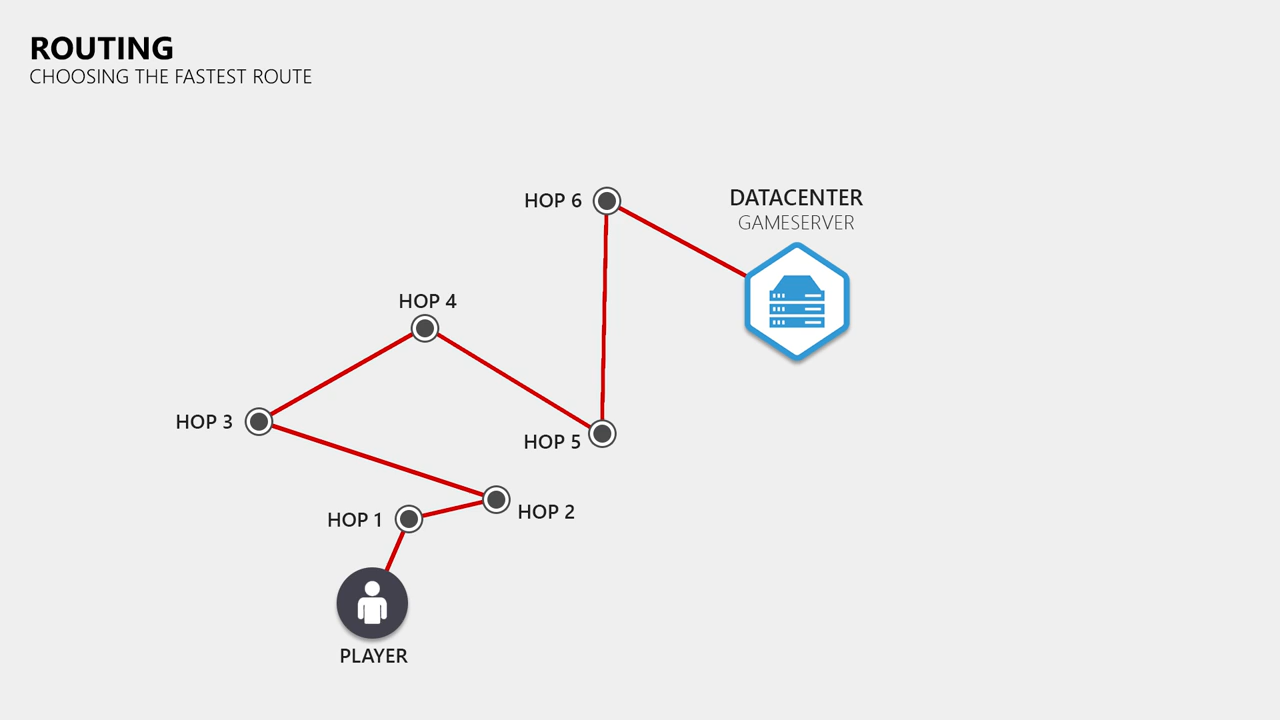 ROUTING
CHOOSING THE FASTEST ROUTE
HOP 6
DATACENTER
GAMESERVER
HOP 4
HOP 3
HOP 5
HOP 2
HOP 1
PLAYER